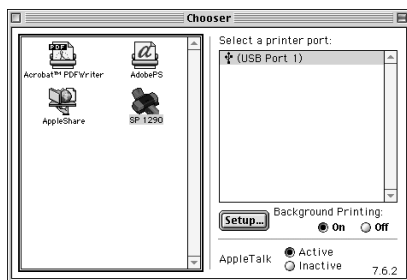 Chooser
Acrobat™ PDFWriter
AdobePS
AppleShare
SP 1290
Select a printer port:
(USB Port 1)
Setup...
Background Printing:
On Off
AppleTalk
Active
Inactive
7.6.2